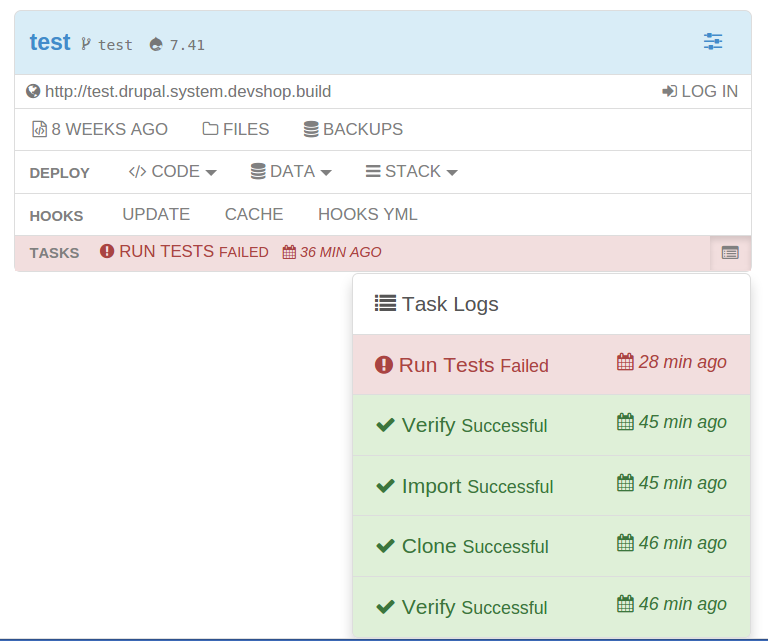 test test 7.41
http://test.drupal.system.devshop.build LOG IN
8 WEEKS AGO FILES BACKUPS
DEPLOY </> CODE DATA STACK
HOOKS UPDATE CACHE HOOKS YML
TASKS RUN TESTS FAILED 36 MIN AGO
Task Logs
Run Tests Failed 28 min ago
Verify Successful 45 min ago
Import Successful 45 min ago
Clone Successful 46 min ago
Verify Successful 46 min ago